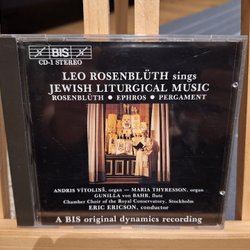 BIS
CD-1 STEREO
LEO ROSENBLÜTH sings
JEWISH LITURGICAL MUSIC
ROSENBLÜTH • EPHROS • PERGAMENT
ANDRIS VĪTOLIŅŠ, organ — MARIA THYRESSON, organ
GUNILLA von BAHR, flute
Chamber Choir of the Royal Conservatory, Stockholm
ERIC ERICSON, conductor
A BIS original dynamics recording